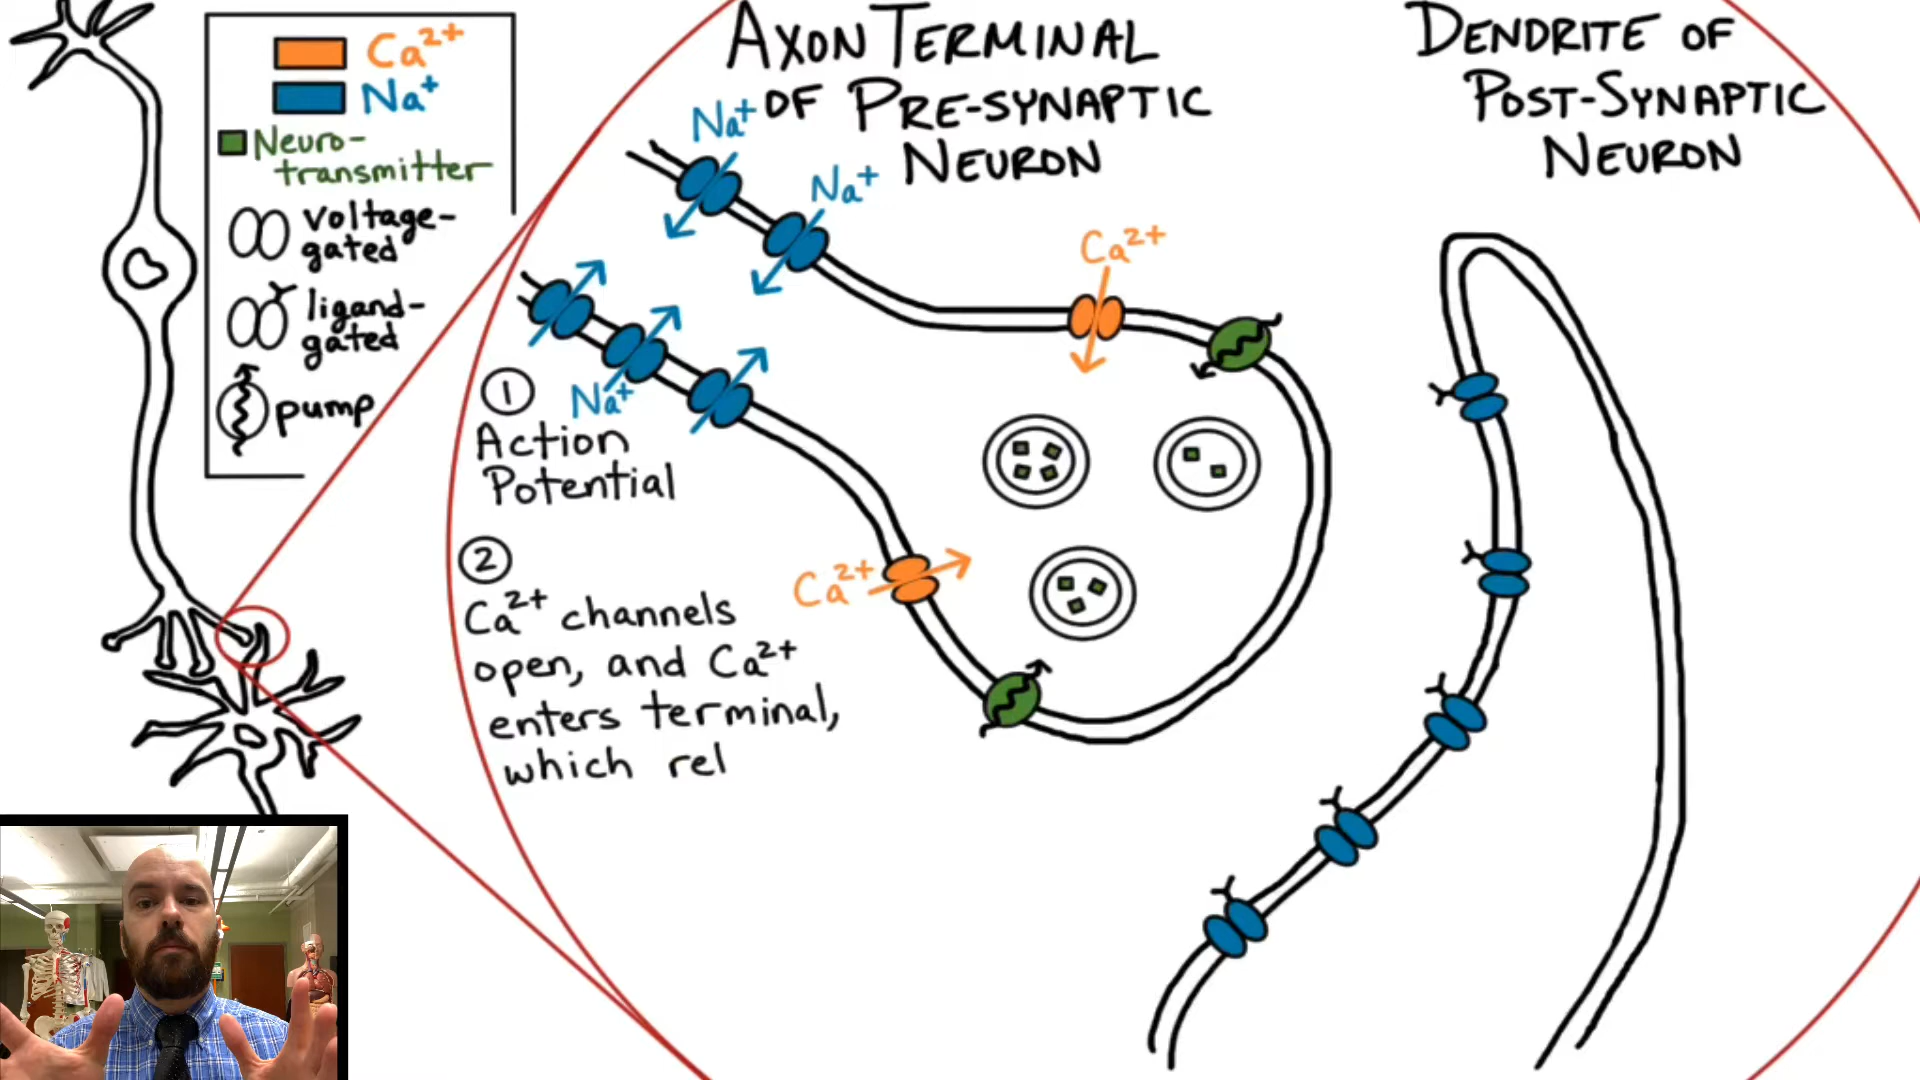 Ca2+
Na+
Neuro-
transmitter
voltage-
gated
ligand-
gated
pump
AXON TERMINAL
OF PRE-SYNAPTIC
NEURON
DENDRITE OF
POST-SYNAPTIC
NEURON
Na+
Na+
Ca2+
Na+
1
Action
Potential
Ca2+
2
Ca2+ channels
open, and Ca2+
enters terminal,
which rel